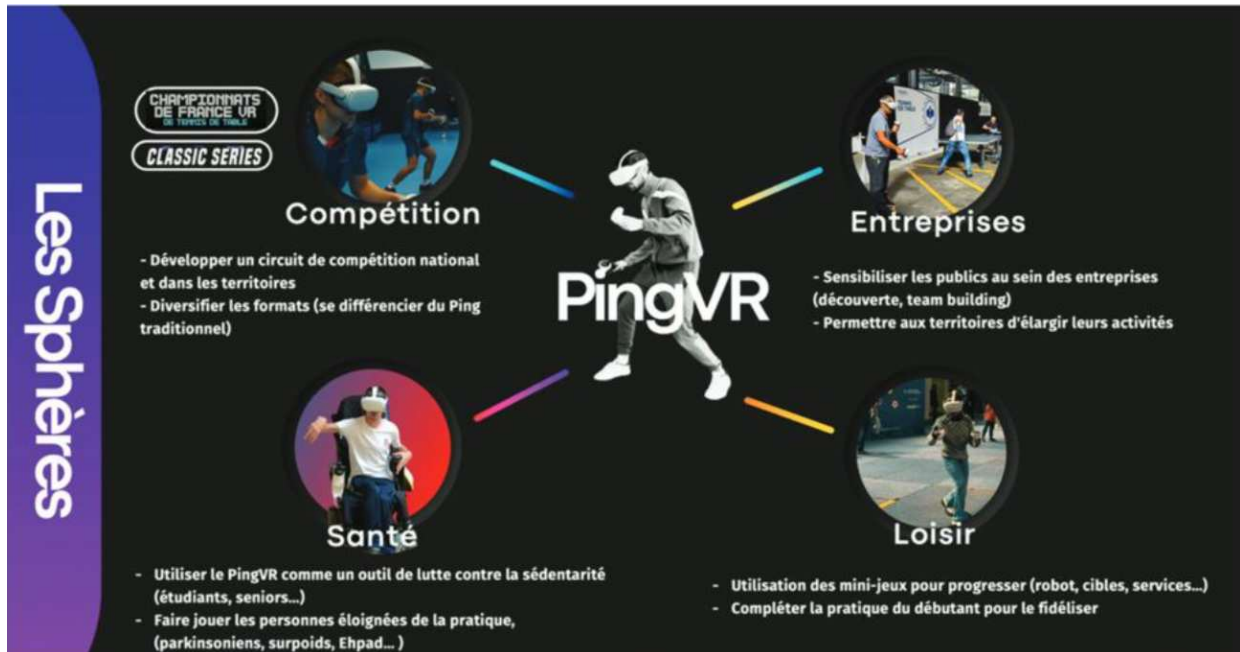 Les Sphères
CHAMPIONNATS
DE FRANCE VR
DE TENNIS DE TABLE
CLASSIC SERIES
Compétition
- Développer un circuit de compétition national
et dans les territoires
- Diversifier les formats (se différencier du Ping
traditionnel)
PingVR
Entreprises
- Sensibiliser les publics au sein des entreprises
(découverte, team building)
- Permettre aux territoires d'élargir leurs activités
Santé
- Utiliser le PingVR comme un outil de lutte contre la sédentarité
(étudiants, seniors...)
- Faire jouer les personnes éloignées de la pratique,
(parkinsoniens, surpoids, Ehpad... )
Loisir
- Utilisation des mini-jeux pour progresser (robot, cibles, services...)
- Compléter la pratique du débutant pour le fidéliser